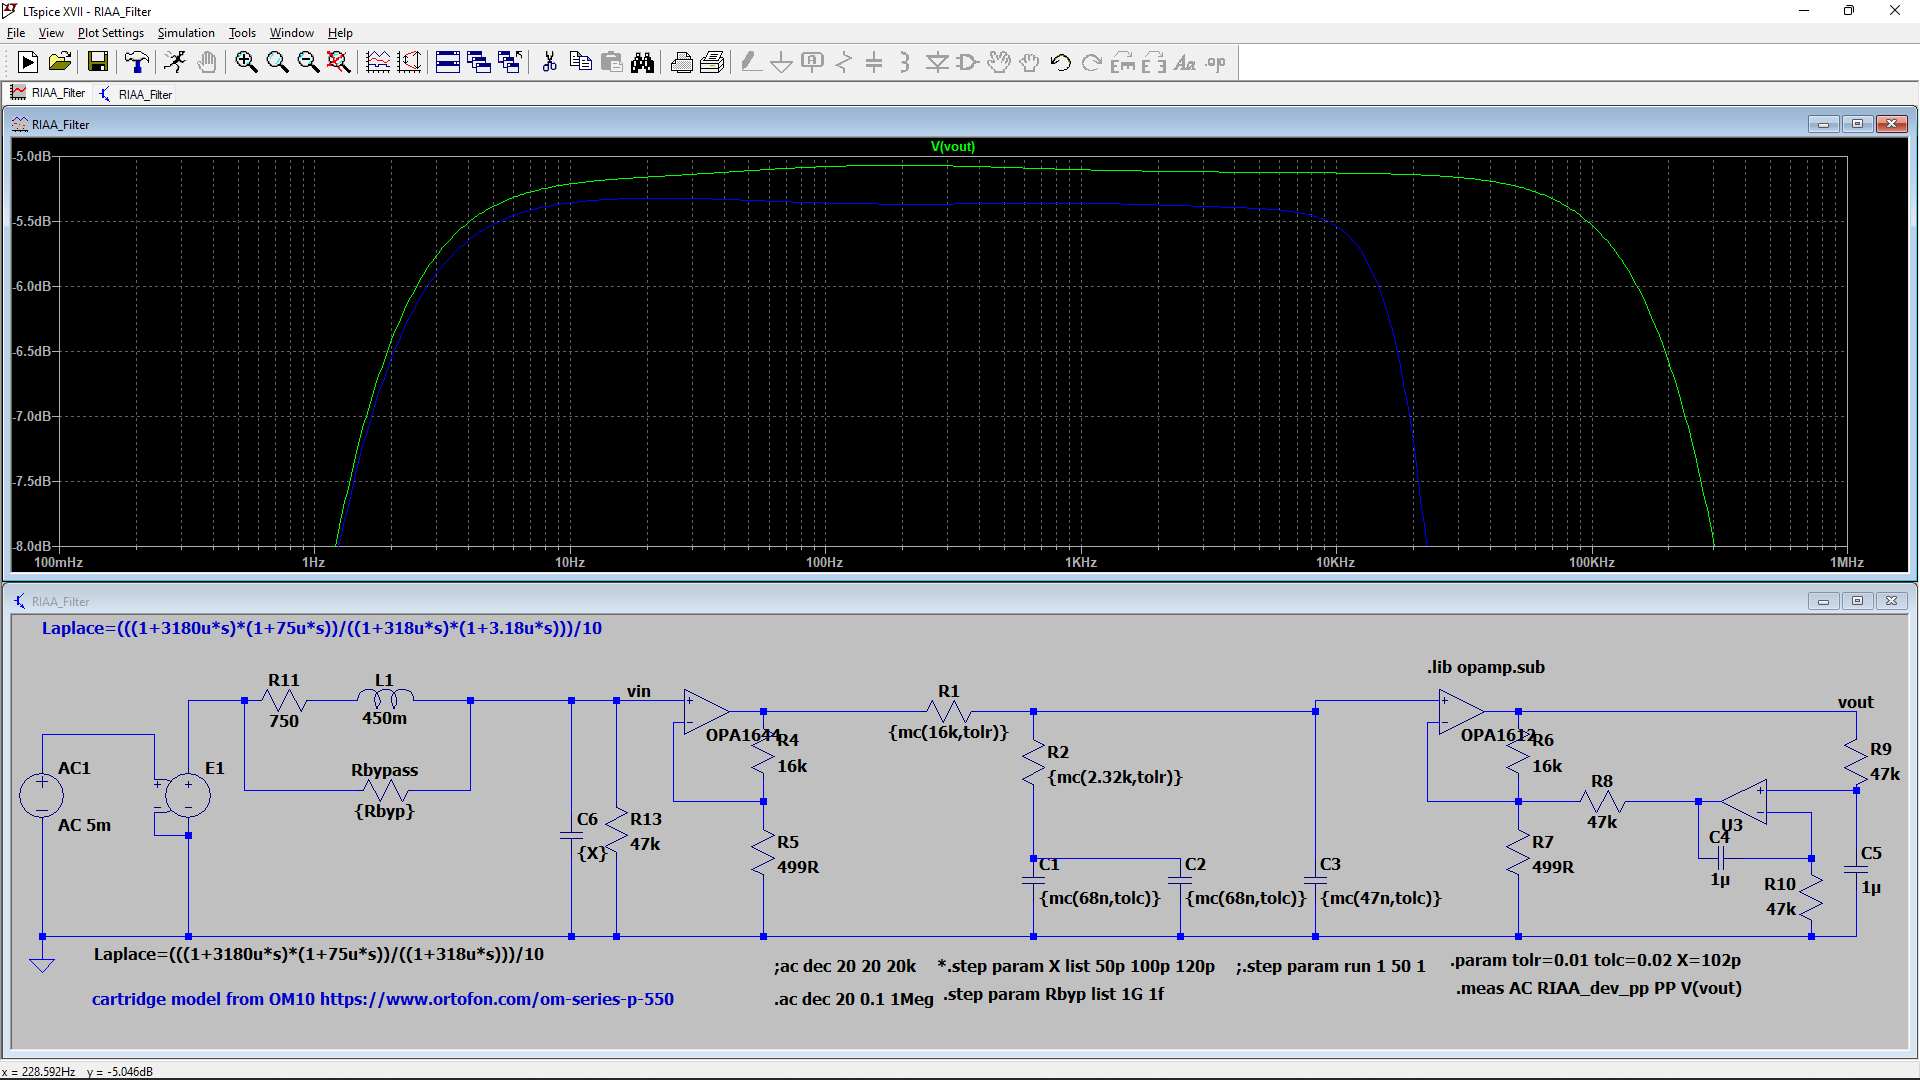 LTspice XVII - RIAA_Filter
File View Plot Settings Simulation Tools Window Help
RIAA_Filter RIAA_Filter
RIAA_Filter
V(vout)
-5.0dB
-5.5dB
-6.0dB
-6.5dB
-7.0dB
-7.5dB
-8.0dB
100mHz 1Hz 10Hz 100Hz 1KHz 10KHz 100KHz 1MHz
RIAA_Filter
Laplace=(((1+3180u*s)*(1+75u*s))/((1+318u*s)*(1+3.18u*s)))/10
.lib opamp.sub
R11
750
L1
450m
vin
OPA1644
R4
16k
R1
{mc(16k,tolr)}
R2
{mc(2.32k,tolr)}
OPA1612
R6
16k
vout
R9
47k
AC1
AC 5m
E1
Rbypass
{Rbyp}
C6
{X}
R13
47k
R5
499R
C1
{mc(68n,tolc)}
C2
{mc(68n,tolc)}
C3
{mc(47n,tolc)}
R8
47k
R7
499R
U3
C4
1µ
R10
47k
C5
1µ
Laplace=(((1+3180u*s)*(1+75u*s))/((1+318u*s)))/10
cartridge model from OM10 https://www.ortofon.com/om-series-p-550
;ac dec 20 20 20k *.step param X list 50p 100p 120p ;.step param run 1 50 1 .param tolr=0.01 tolc=0.02 X=102p
.ac dec 20 0.1 1Meg .step param Rbyp list 1G 1f .meas AC RIAA_dev_pp PP V(vout)
x = 228.592Hz y = -5.046dB